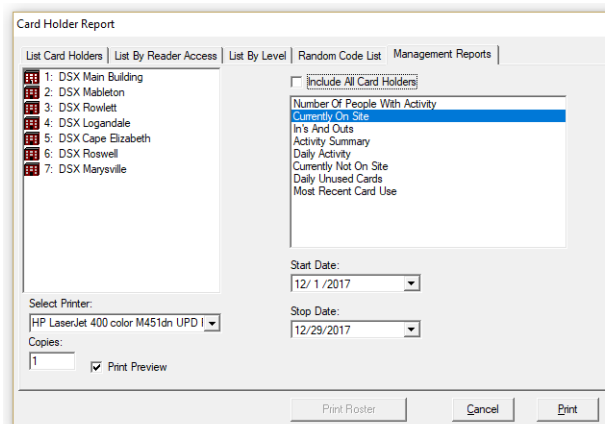 Card Holder Report
List Card Holders List By Reader Access List By Level Random Code List Management Reports
1: DSX Main Building
2: DSX Mableton
3: DSX Rowlett
4: DSX Logandale
5: DSX Cape Elizabeth
6: DSX Roswell
7: DSX Marysville
Select Printer:
HP LaserJet 400 color M451dn UPD
Copies:
1
Print Preview
Include All Card Holders
Number Of People With Activity
Currently On Site
In's And Outs
Activity Summary
Daily Activity
Currently Not On Site
Daily Unused Cards
Most Recent Card Use
Start Date:
12/ 1 /2017
Stop Date:
12/29/2017
Print Roster Cancel Print